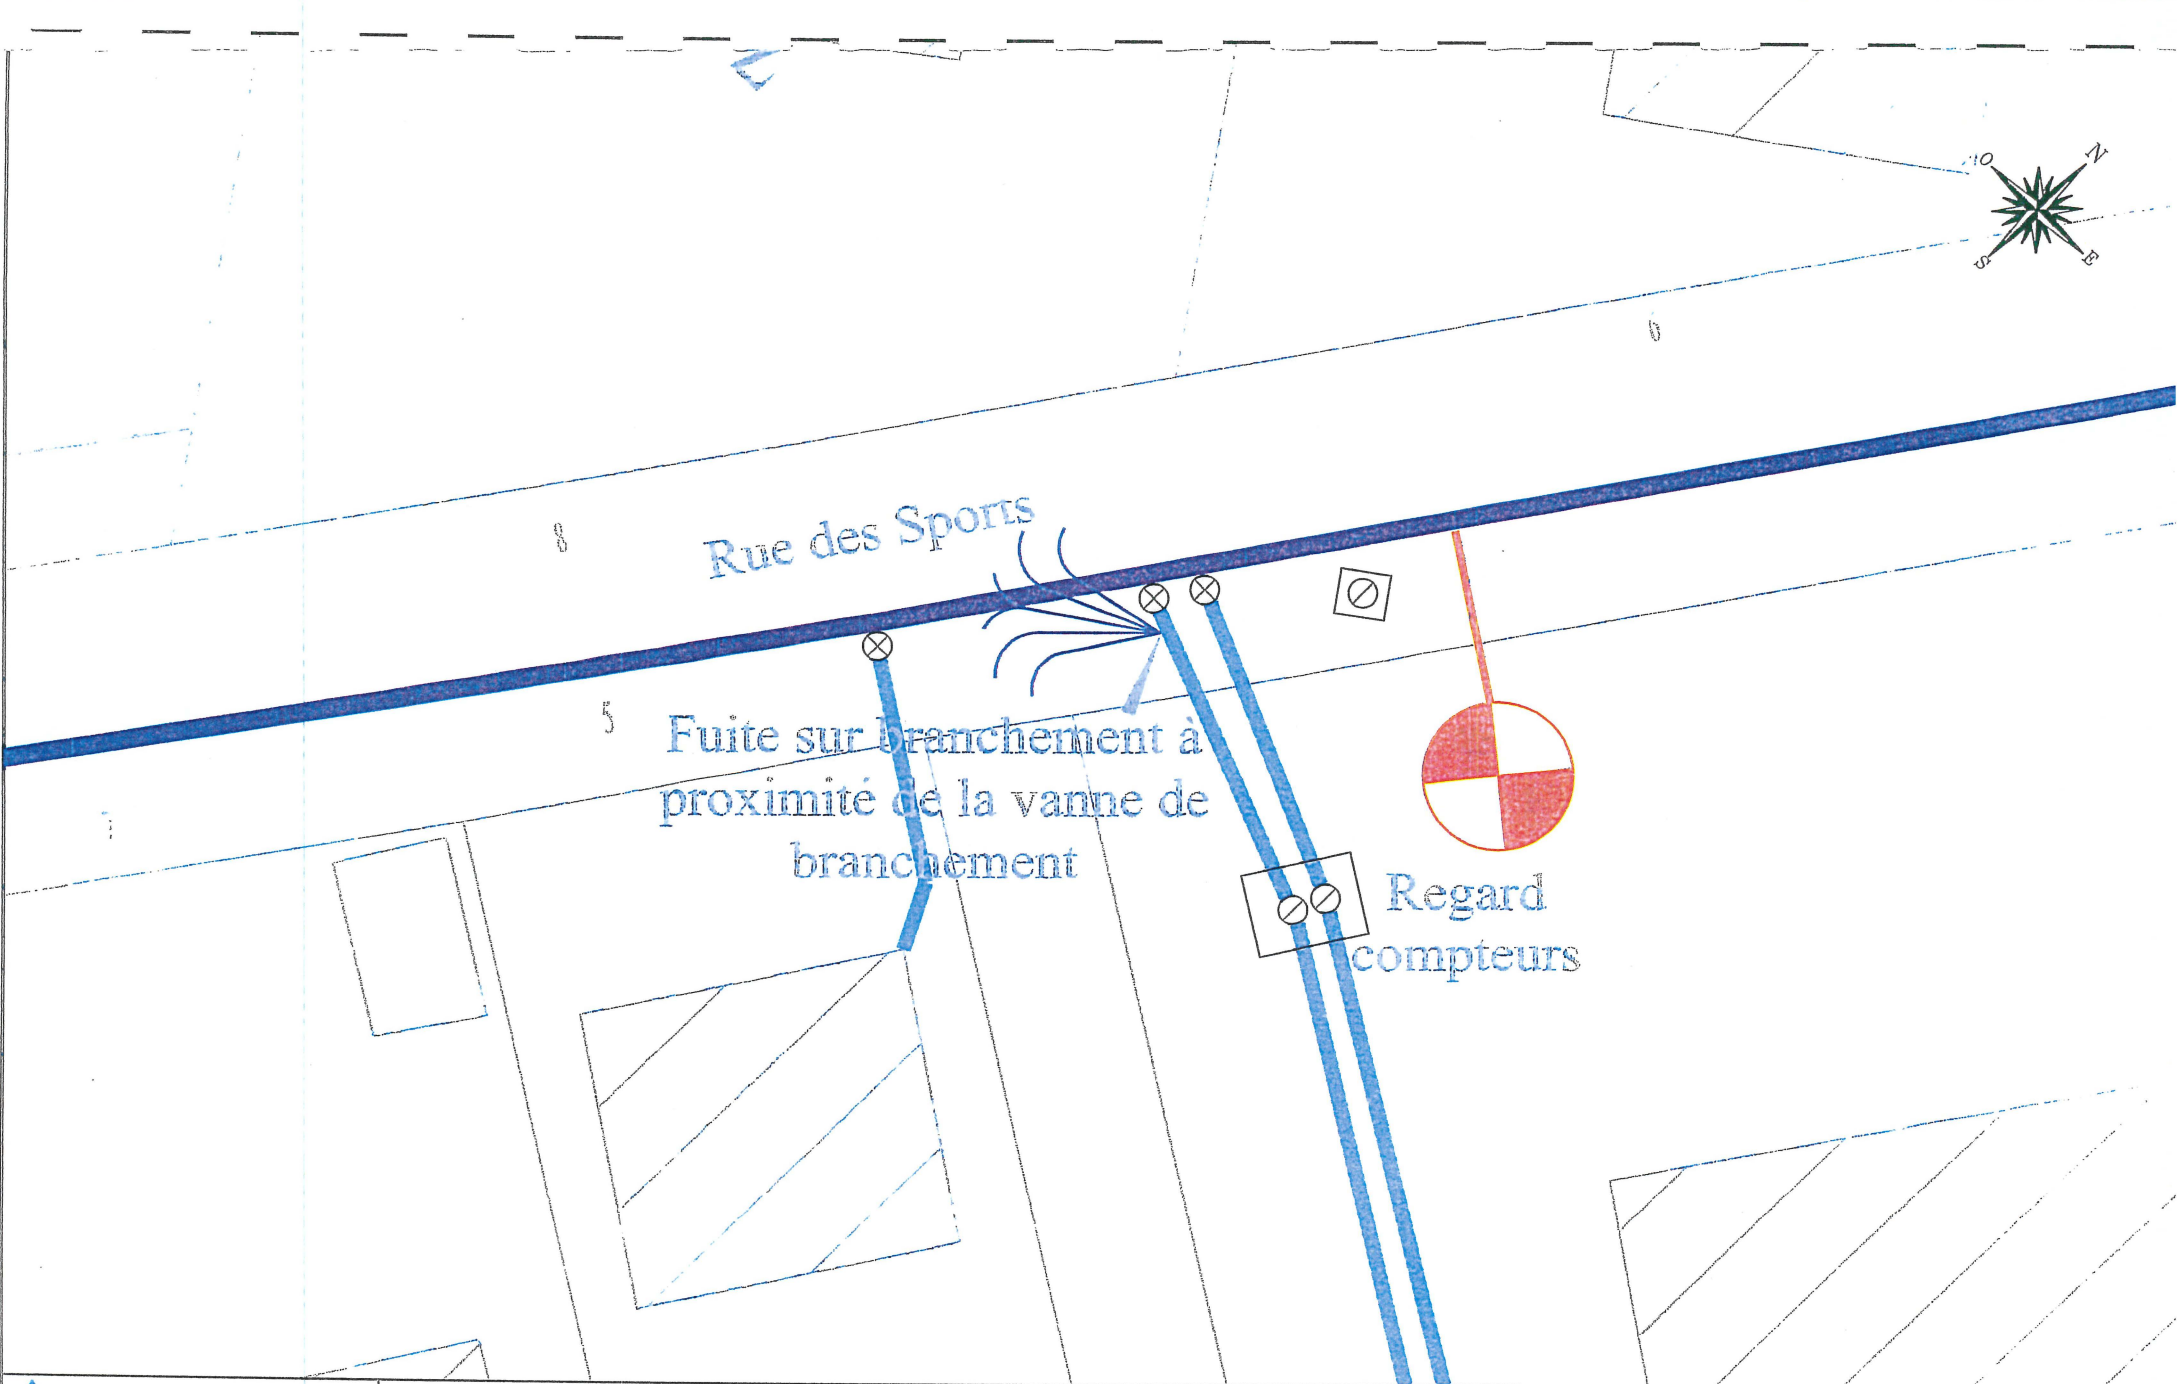 O N
S E
6
8
Rue des Sports
5
Fuite sur branchement à
proximité de la vanne de
branchement
Regard
compteurs